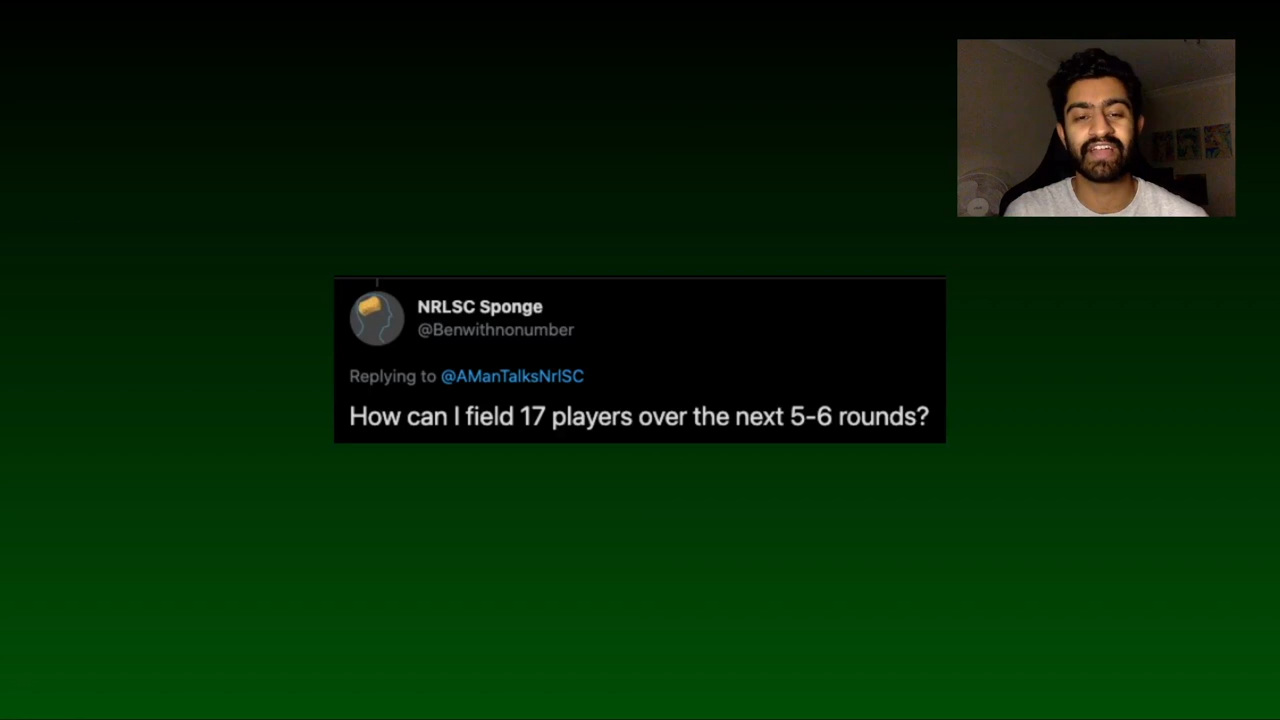 NRLSC Sponge
@Benwithnonumber
Replying to @AManTalksNrlSC
How can I field 17 players over the next 5-6 rounds?